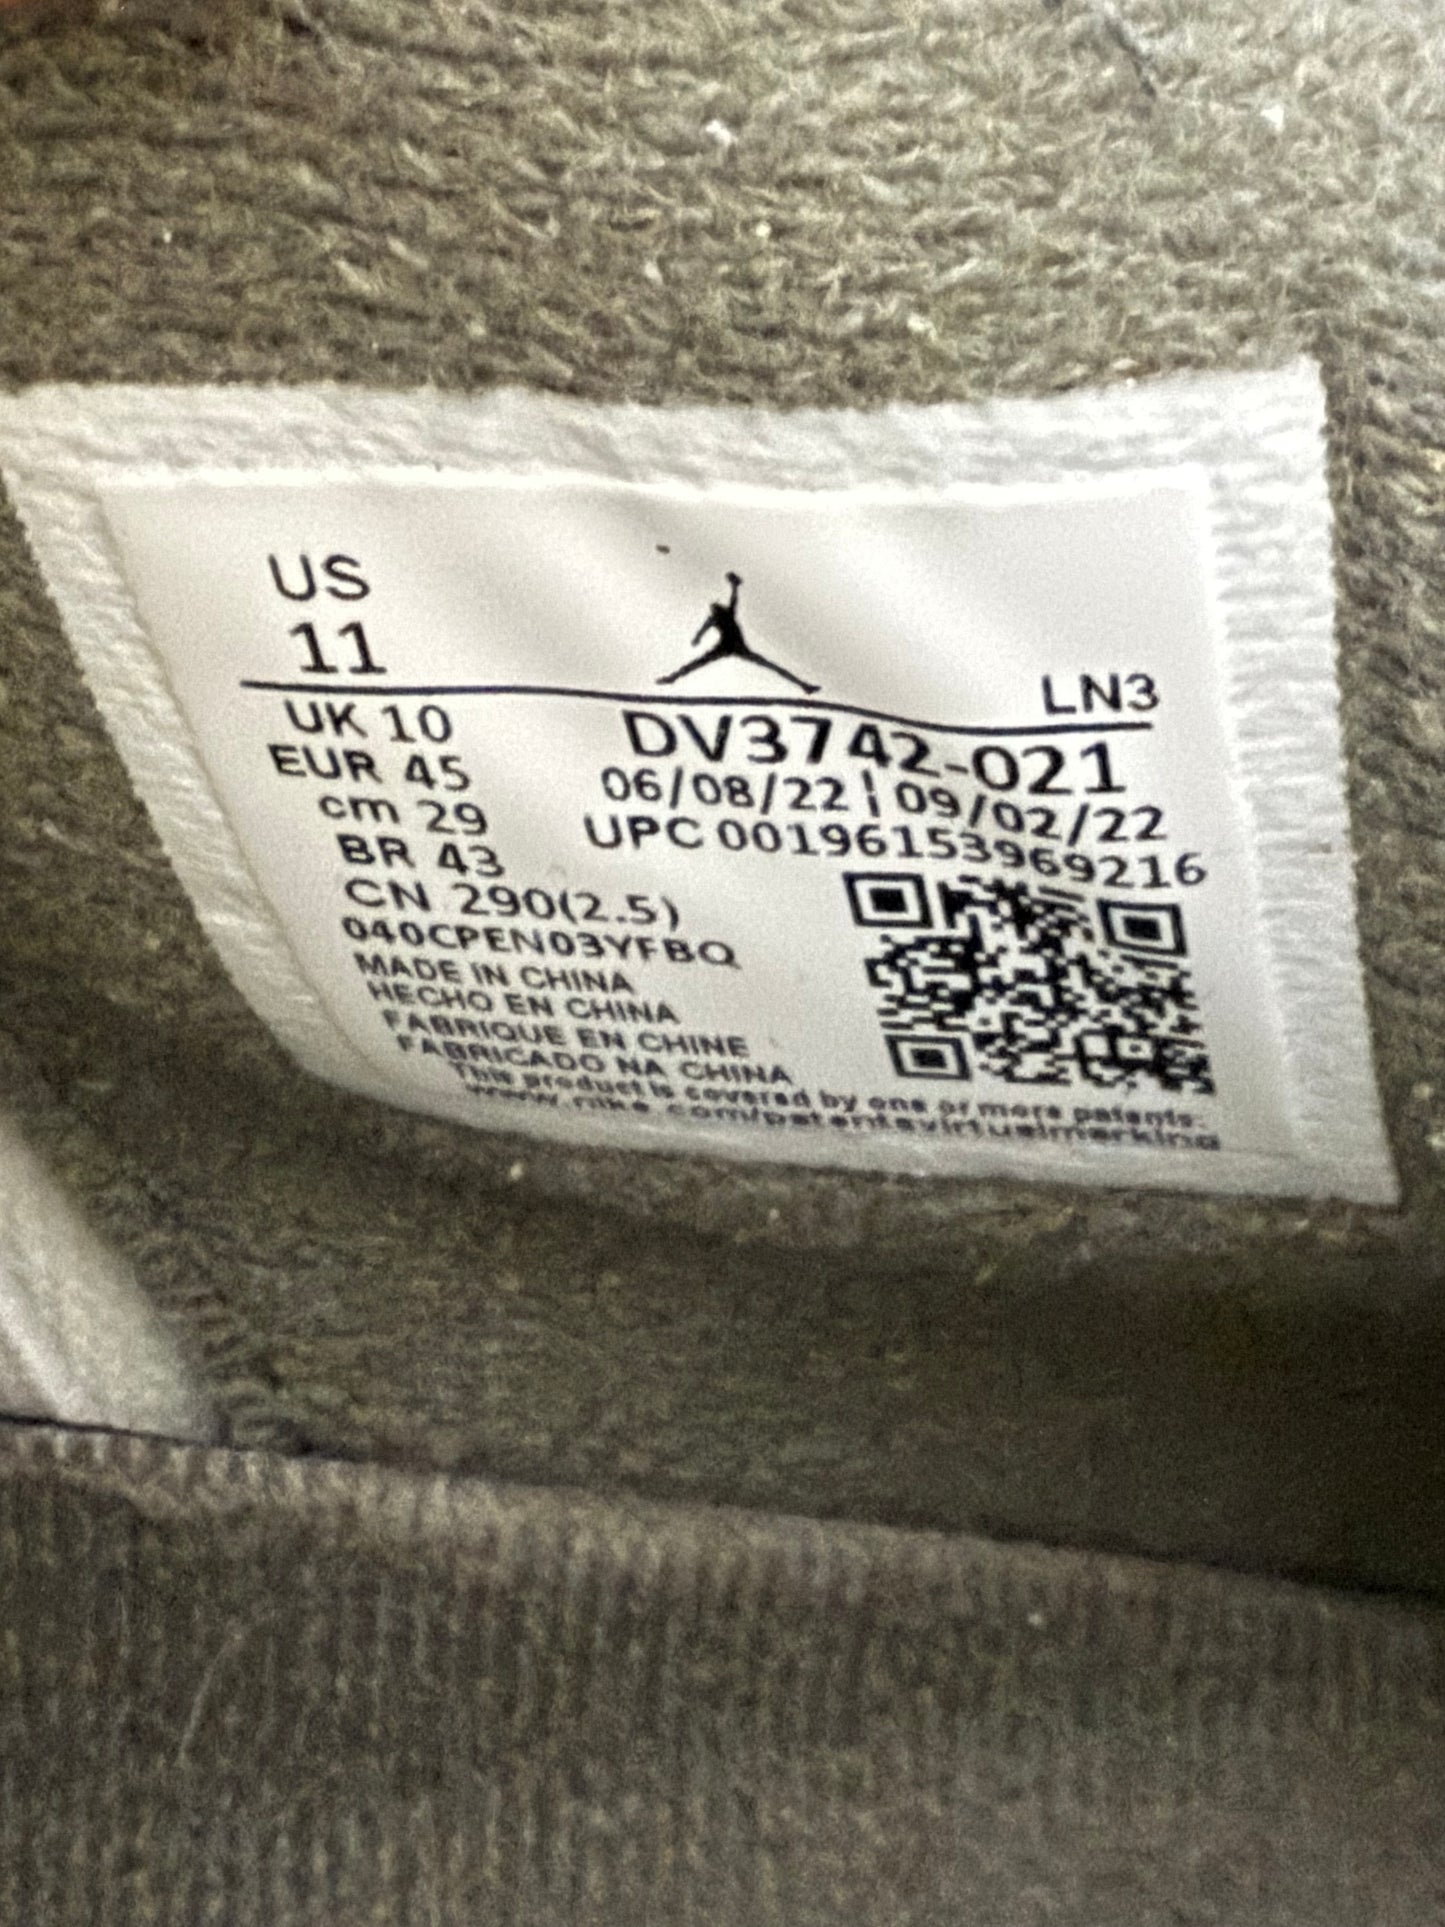 US
11
LN3
UK 10
EUR 45
cm 29
BR 43
CN 290(2.5)
DV3742-021
06/08/22 | 09/02/22
UPC 00196153969216
040CPEN03YFBQ
MADE IN CHINA
HECHO EN CHINA
FABRIQUE EN CHINE
FABRICADO NA CHINA
This product is covered by one or more patents.
www.nike.com/patentsvirtualmarking